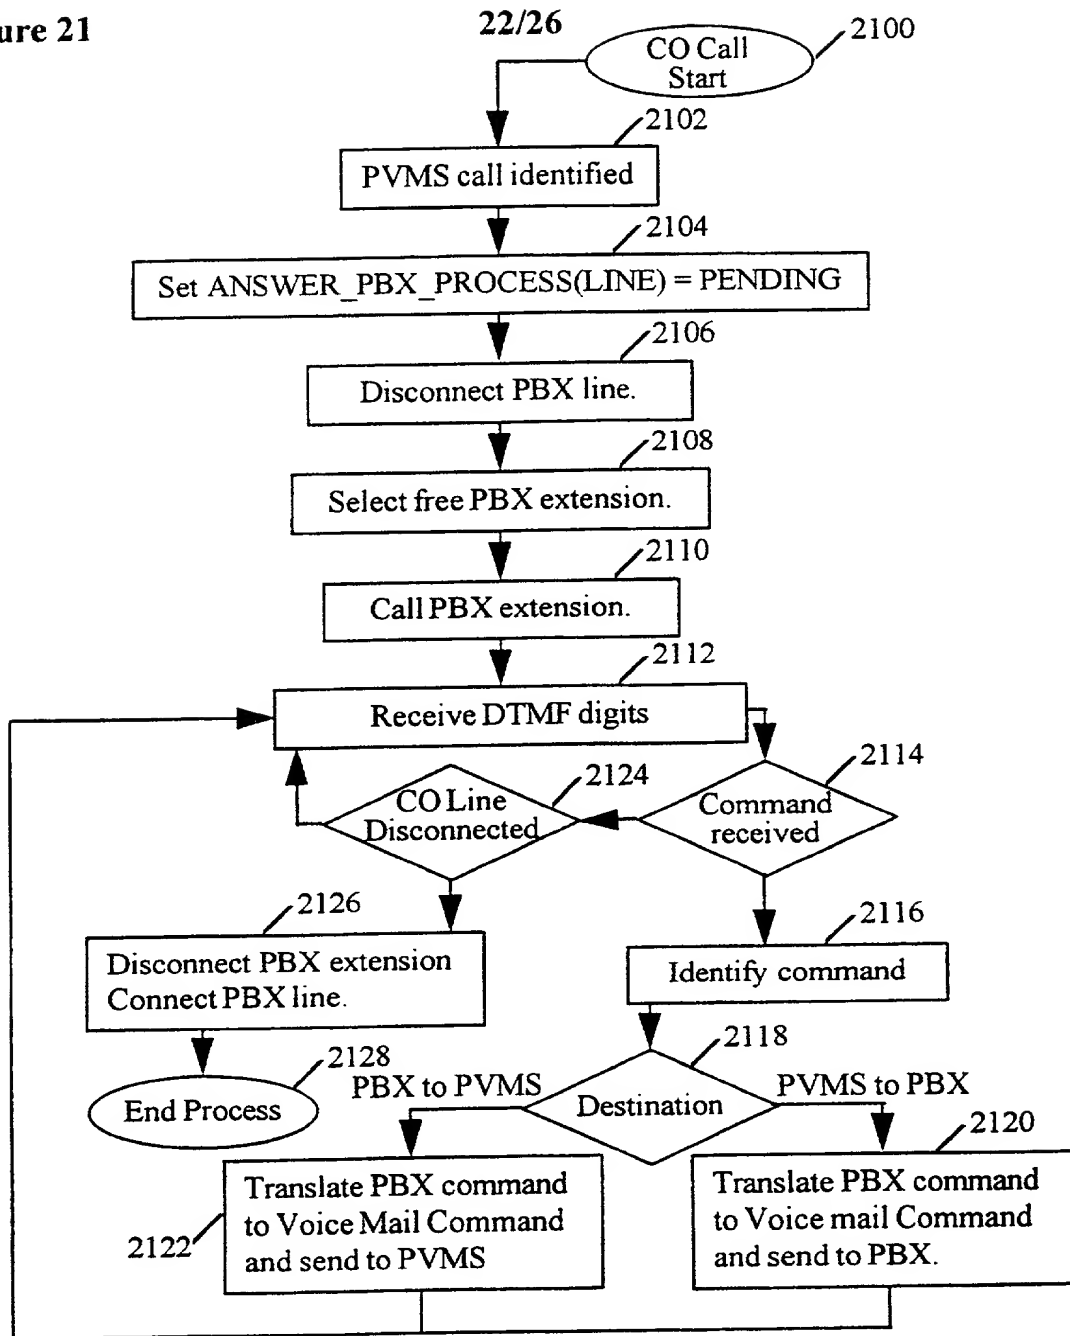 ure 21
22/26
CO Call
Start
2100
2102
PVMS call identified
2104
Set ANSWER_PBX_PROCESS(LINE) = PENDING
2106
Disconnect PBX line.
2108
Select free PBX extension.
2110
Call PBX extension.
2112
Receive DTMF digits
2114
Command
received
2124
CO Line
Disconnected
2126
Disconnect PBX extension
Connect PBX line.
2116
Identify command
2128
End Process
2118
Destination
PBX to PVMS
PVMS to PBX
2122
Translate PBX command
to Voice Mail Command
and send to PVMS
2120
Translate PBX command
to Voice mail Command
and send to PBX.